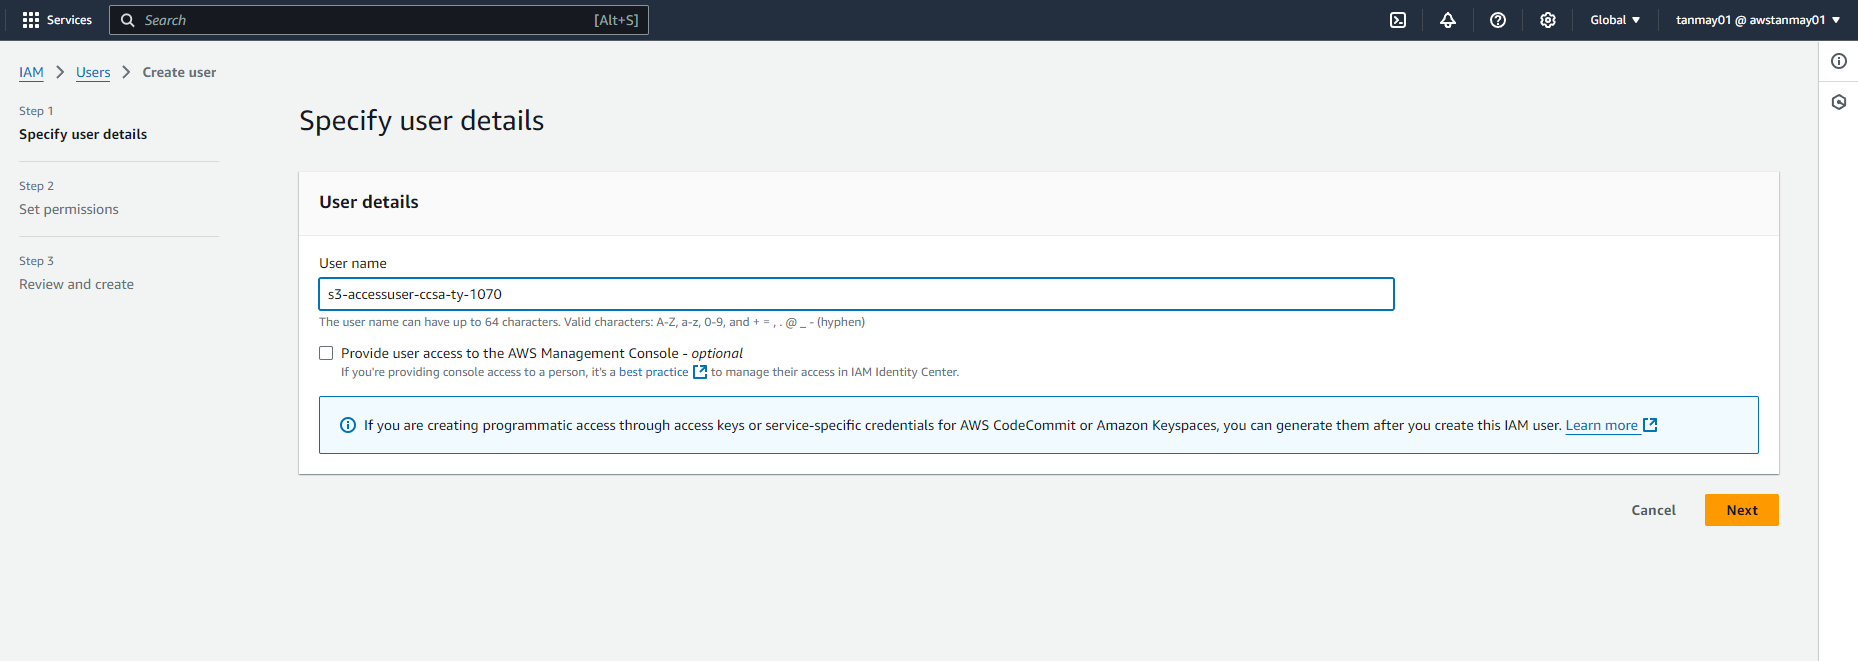 Services
Search [Alt+S]
Global
tanmay01 @ awstanmay01
IAM > Users > Create user
Step 1
Specify user details
Step 2
Set permissions
Step 3
Review and create
Specify user details
User details
User name
s3-accessuser-ccsa-ty-1070
The user name can have up to 64 characters. Valid characters: A-Z, a-z, 0-9, and + = , . @ _ - (hyphen)
Provide user access to the AWS Management Console - optional
If you're providing console access to a person, it's a best practice to manage their access in IAM Identity Center.
If you are creating programmatic access through access keys or service-specific credentials for AWS CodeCommit or Amazon Keyspaces, you can generate them after you create this IAM user. Learn more
Cancel
Next